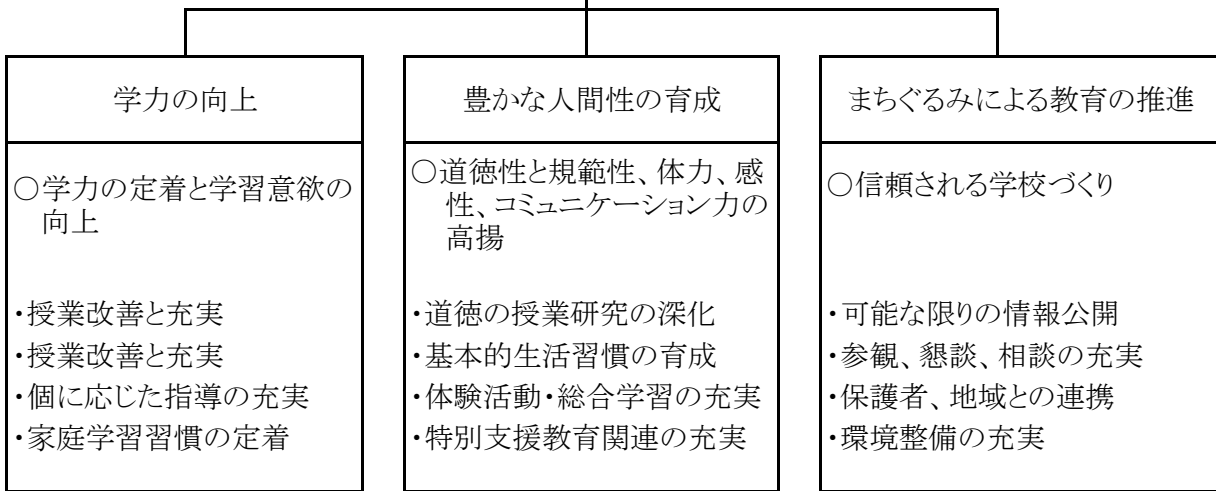 学力の向上
○学力の定着と学習意欲の
向上
・授業改善と充実
・授業改善と充実
・個に応じた指導の充実
・家庭学習習慣の定着
豊かな人間性の育成
○道徳性と規範性、体力、感
性、コミュニケーション力の
高揚
・道徳の授業研究の深化
・基本的生活習慣の育成
・体験活動・総合学習の充実
・特別支援教育関連の充実
まちぐるみによる教育の推進
○信頼される学校づくり
・可能な限りの情報公開
・参観、懇談、相談の充実
・保護者、地域との連携
・環境整備の充実